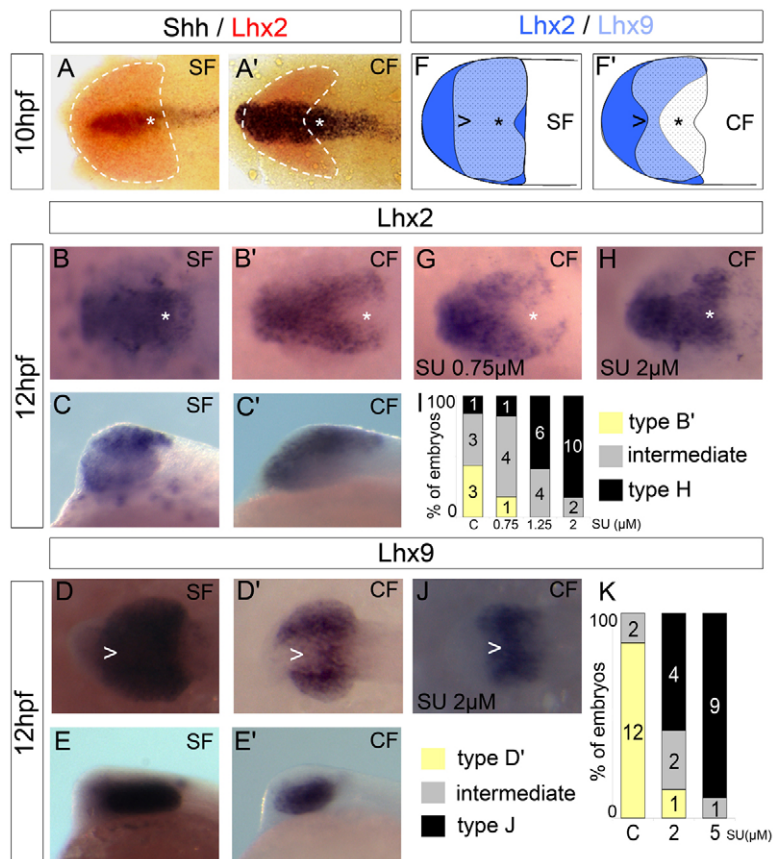 Shh / Lhx2
Lhx2 / Lhx9
10hpf
A SF
*
A' CF
*
F
> * SF
F'
> * CF
Lhx2
12hpf
B SF
*
B' CF
*
G CF
*
SU 0.75µM
H CF
*
SU 2µM
C SF
C' CF
I
% of embryos
100
0
1 3 3
1 4 1
6 4
10 2
C 0.75 1.25 2 SU (µM)
type B'
intermediate
type H
Lhx9
12hpf
D SF
>
D' CF
>
J CF
>
SU 2µM
E SF
E' CF
type D'
intermediate
type J
K
% of embryos
100
0
2 12
4 2 1
9 1
C 2 5 SU(µM)